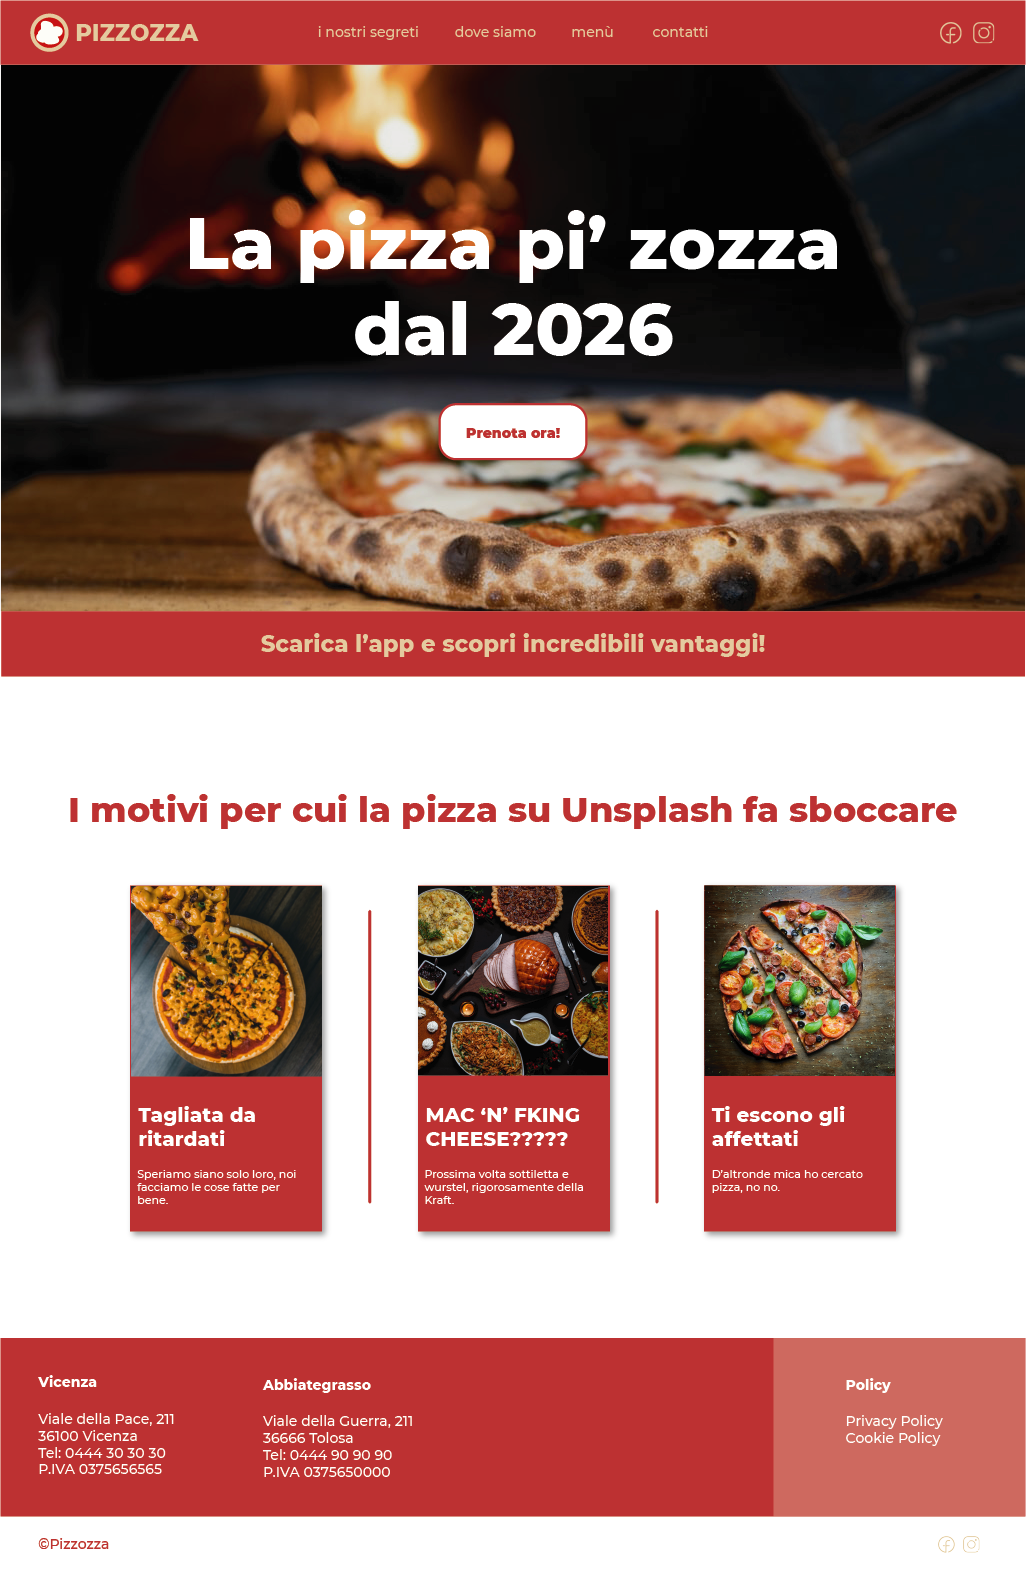 PIZZOZZA
i nostri segreti dove siamo menù contatti
La pizza pi’ zozza
dal 2026
Prenota ora!
Scarica l’app e scopri incredibili vantaggi!
I motivi per cui la pizza su Unsplash fa sboccare
Tagliata da
ritardati
Speriamo siano solo loro, noi
facciamo le cose fatte per
bene.
MAC ‘N’ FKING
CHEESE?????
Prossima volta sottiletta e
wurstel, rigorosamente della
Kraft.
Ti escono gli
affettati
D’altronde mica ho cercato
pizza, no no.
Vicenza
Viale della Pace, 211
36100 Vicenza
Tel: 0444 30 30 30
P.IVA 0375656565
Abbiategrasso
Viale della Guerra, 211
36666 Tolosa
Tel: 0444 90 90 90
P.IVA 0375650000
Policy
Privacy Policy
Cookie Policy
©Pizzozza